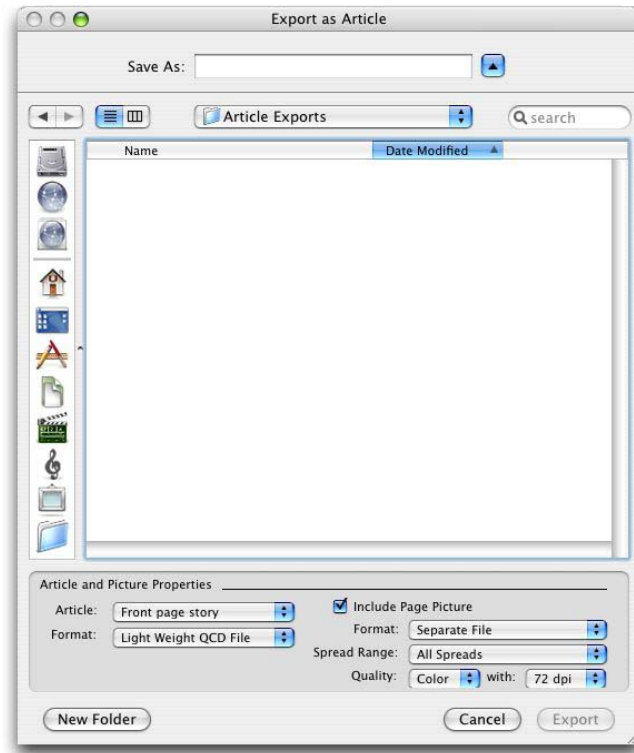 Export as Article
Save As:
Article Exports
search
Name
Date Modified
Article and Picture Properties
Article: Front page story
Format: Light Weight QCD File
Include Page Picture
Format: Separate File
Spread Range: All Spreads
Quality: Color with: 72 dpi
New Folder
Cancel
Export